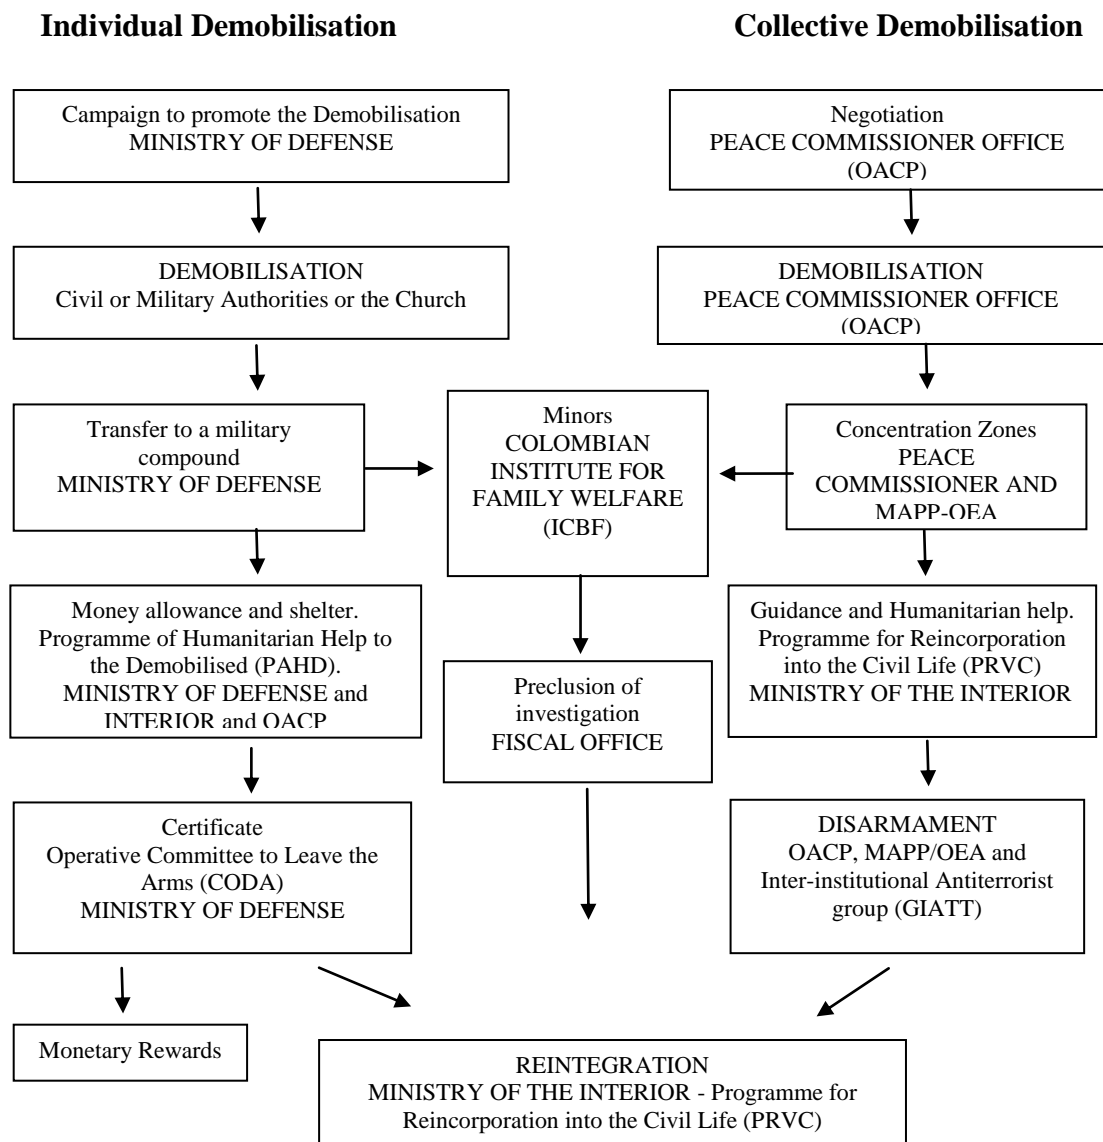 Individual Demobilisation
Collective Demobilisation
Campaign to promote the Demobilisation
MINISTRY OF DEFENSE
Negotiation
PEACE COMMISSIONER OFFICE
(OACP)
DEMOBILISATION
Civil or Military Authorities or the Church
DEMOBILISATION
PEACE COMMISSIONER OFFICE
(OACP)
Transfer to a military
compound
MINISTRY OF DEFENSE
Minors
COLOMBIAN
INSTITUTE FOR
FAMILY WELFARE
(ICBF)
Concentration Zones
PEACE
COMMISSIONER AND
MAPP-OEA
Money allowance and shelter.
Programme of Humanitarian Help to
the Demobilised (PAHD).
MINISTRY OF DEFENSE and
INTERIOR and OACP
Preclusion of
investigation
FISCAL OFFICE
Guidance and Humanitarian help.
Programme for Reincorporation
into the Civil Life (PRVC)
MINISTRY OF THE INTERIOR
Certificate
Operative Committee to Leave the
Arms (CODA)
MINISTRY OF DEFENSE
DISARMAMENT
OACP, MAPP/OEA and
Inter-institutional Antiterrorist
group (GIATT)
Monetary Rewards
REINTEGRATION
MINISTRY OF THE INTERIOR - Programme for
Reincorporation into the Civil Life (PRVC)